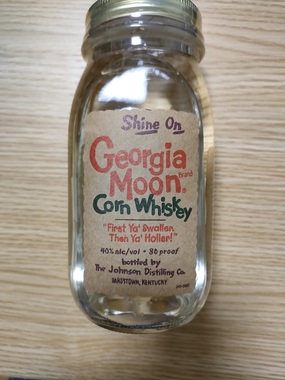 Shine On
Georgia
Moon BRAND ®
Corn Whiskey
"First Ya' Swaller,
Then Ya' Holler!"
40% alc/vol • 80 proof
bottled by
The Johnson Distilling Co.
BARDSTOWN, KENTUCKY